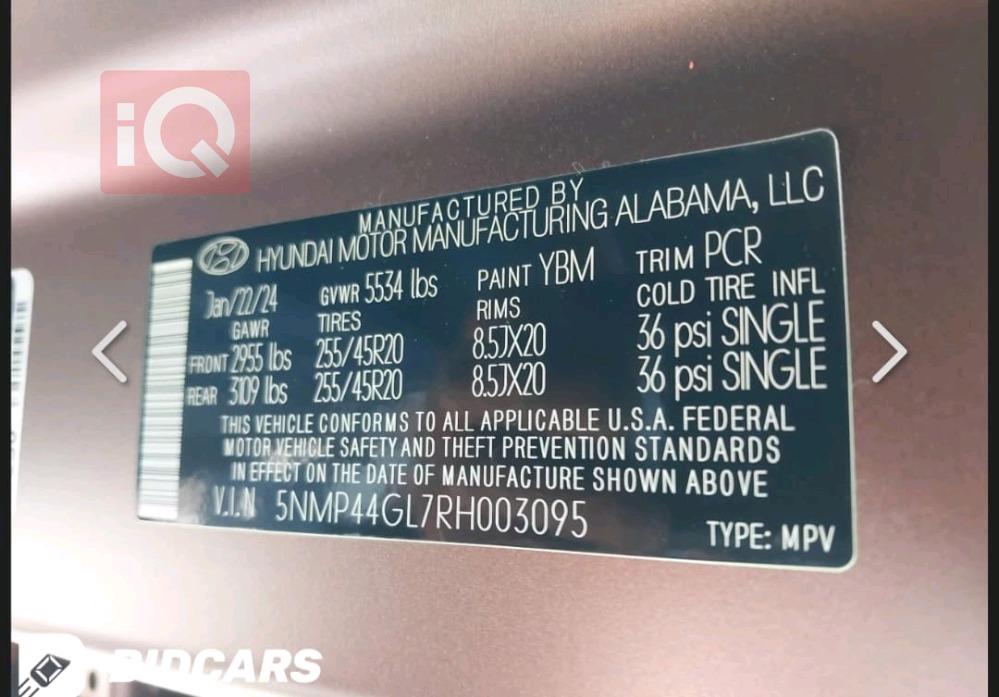 iQ
MANUFACTURED BY
HYUNDAI MOTOR MANUFACTURING ALABAMA, LLC
Jan/22/24 GVWR 5534 lbs PAINT YBM TRIM PCR
GAWR TIRES RIMS COLD TIRE INFL
FRONT 2955 lbs 255/45R20 8.5JX20 36 psi SINGLE
REAR 3109 lbs 255/45R20 8.5JX20 36 psi SINGLE
THIS VEHICLE CONFORMS TO ALL APPLICABLE U.S.A. FEDERAL
MOTOR VEHICLE SAFETY AND THEFT PREVENTION STANDARDS
IN EFFECT ON THE DATE OF MANUFACTURE SHOWN ABOVE
V.I.N 5NMP44GL7RH003095 TYPE: MPV
BIDCARS